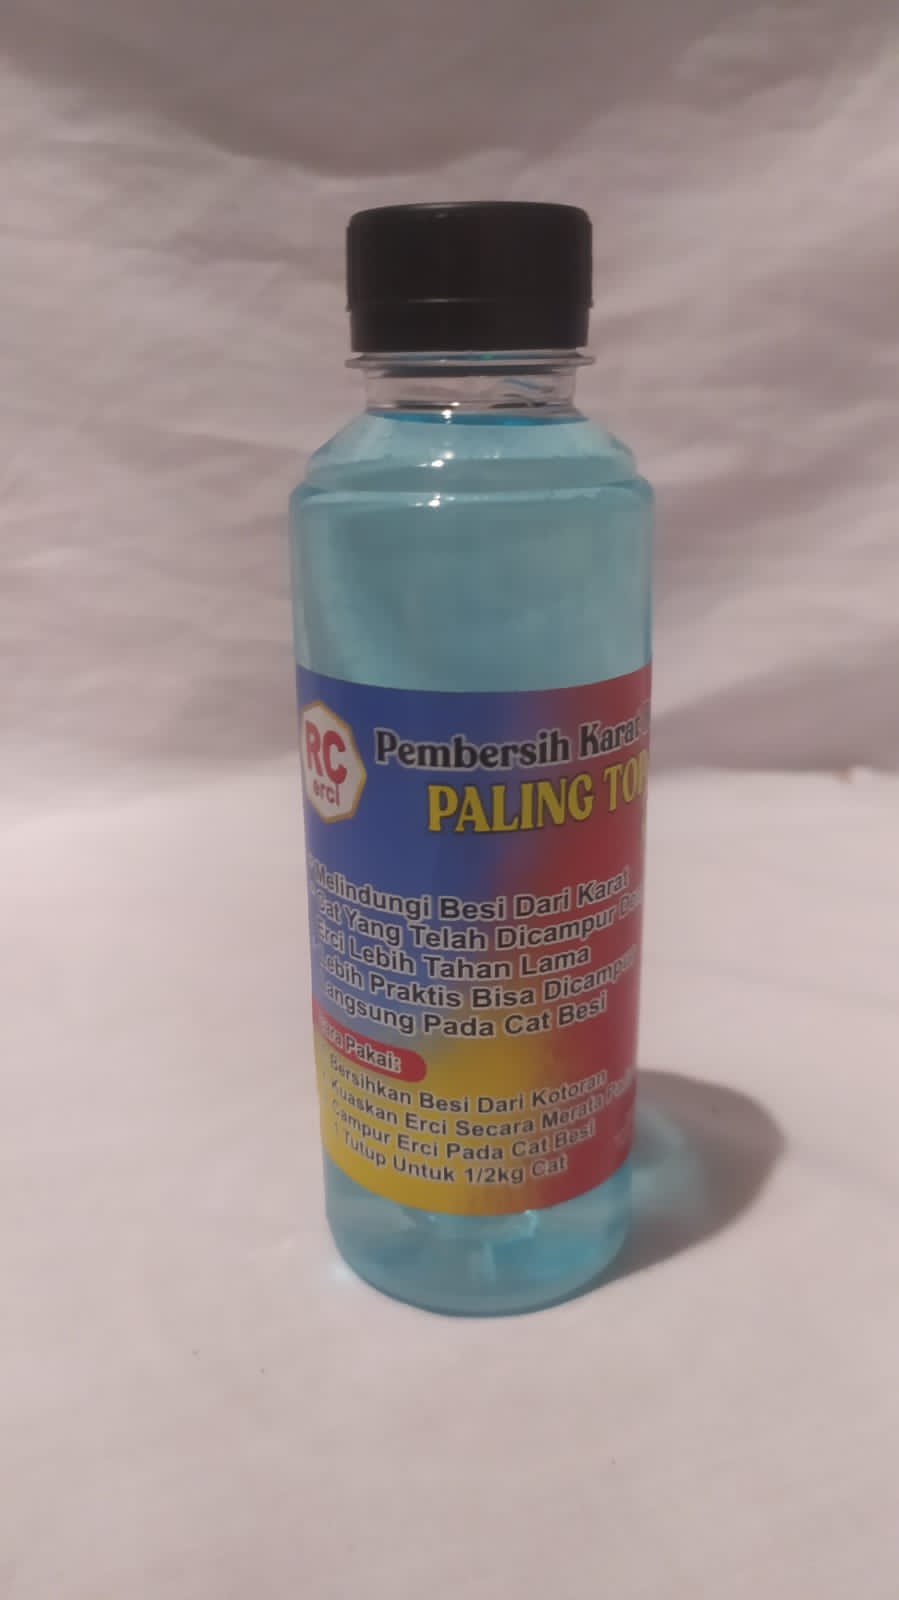 RC
erci
Pembersih Karat
PALING TOP
Melindungi Besi Dari Karat
Cat Yang Telah Dicampur
Erci Lebih Tahan Lama
Lebih Praktis Bisa Dicampur
Langsung Pada Cat Besi
Cara Pakai:
Bersihkan Besi Dari Kotoran
Kuaskan Erci Secara Merata
Campur Erci Pada Cat Besi
1 Tutup Untuk 1/2kg Cat